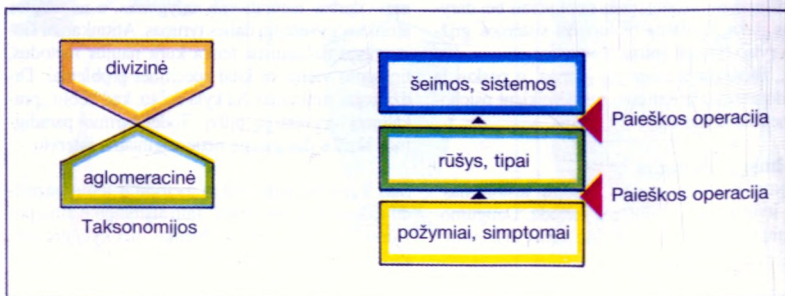 divizinė
aglomeracinė
Taksonomijos
šeimos, sistemos
Paieškos operacija
rūšys, tipai
Paieškos operacija
požymiai, simptomai